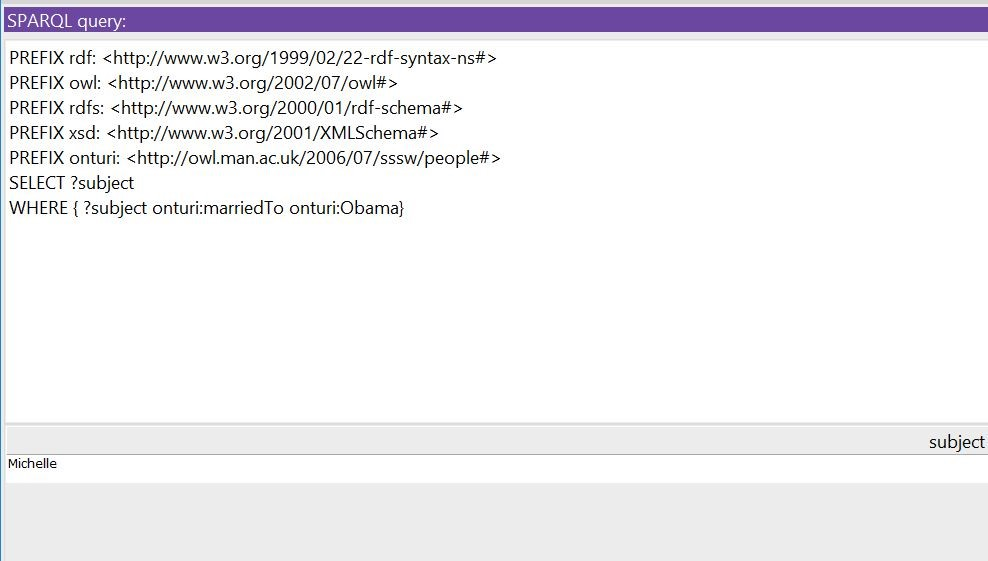 SPARQL query:
PREFIX rdf: <http://www.w3.org/1999/02/22-rdf-syntax-ns#>
PREFIX owl: <http://www.w3.org/2002/07/owl#>
PREFIX rdfs: <http://www.w3.org/2000/01/rdf-schema#>
PREFIX xsd: <http://www.w3.org/2001/XMLSchema#>
PREFIX onturi: <http://owl.man.ac.uk/2006/07/sssw/people#>
SELECT ?subject
WHERE { ?subject onturi:marriedTo onturi:Obama}
subject
Michelle